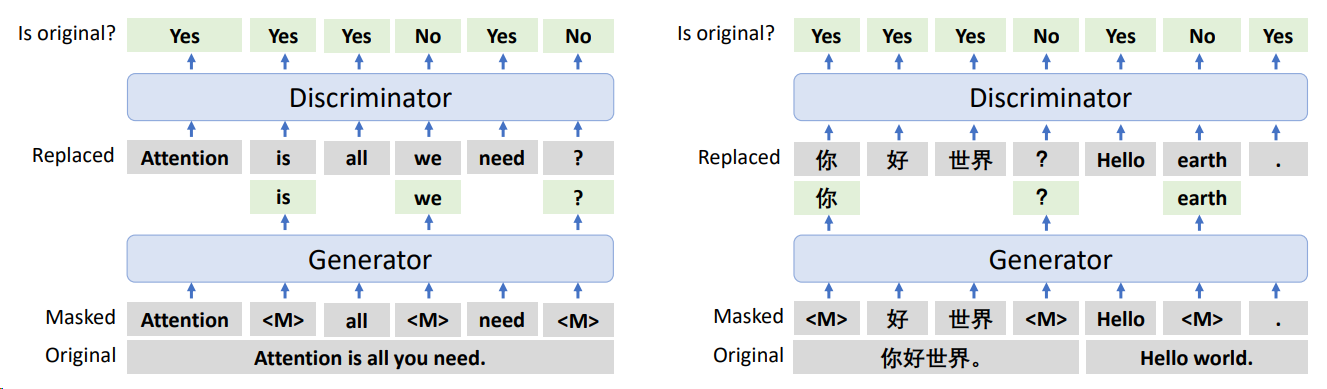 Is original? Yes Yes Yes No Yes No
Discriminator
Replaced Attention is all we need ?
is we ?
Generator
Masked Attention <M> all <M> need <M>
Original Attention is all you need.
Is original? Yes Yes Yes No Yes No Yes
Discriminator
Replaced 你 好 世界 ? Hello earth .
你 ? earth
Generator
Masked <M> 好 世界 <M> Hello <M> .
Original 你好世界。 Hello world.